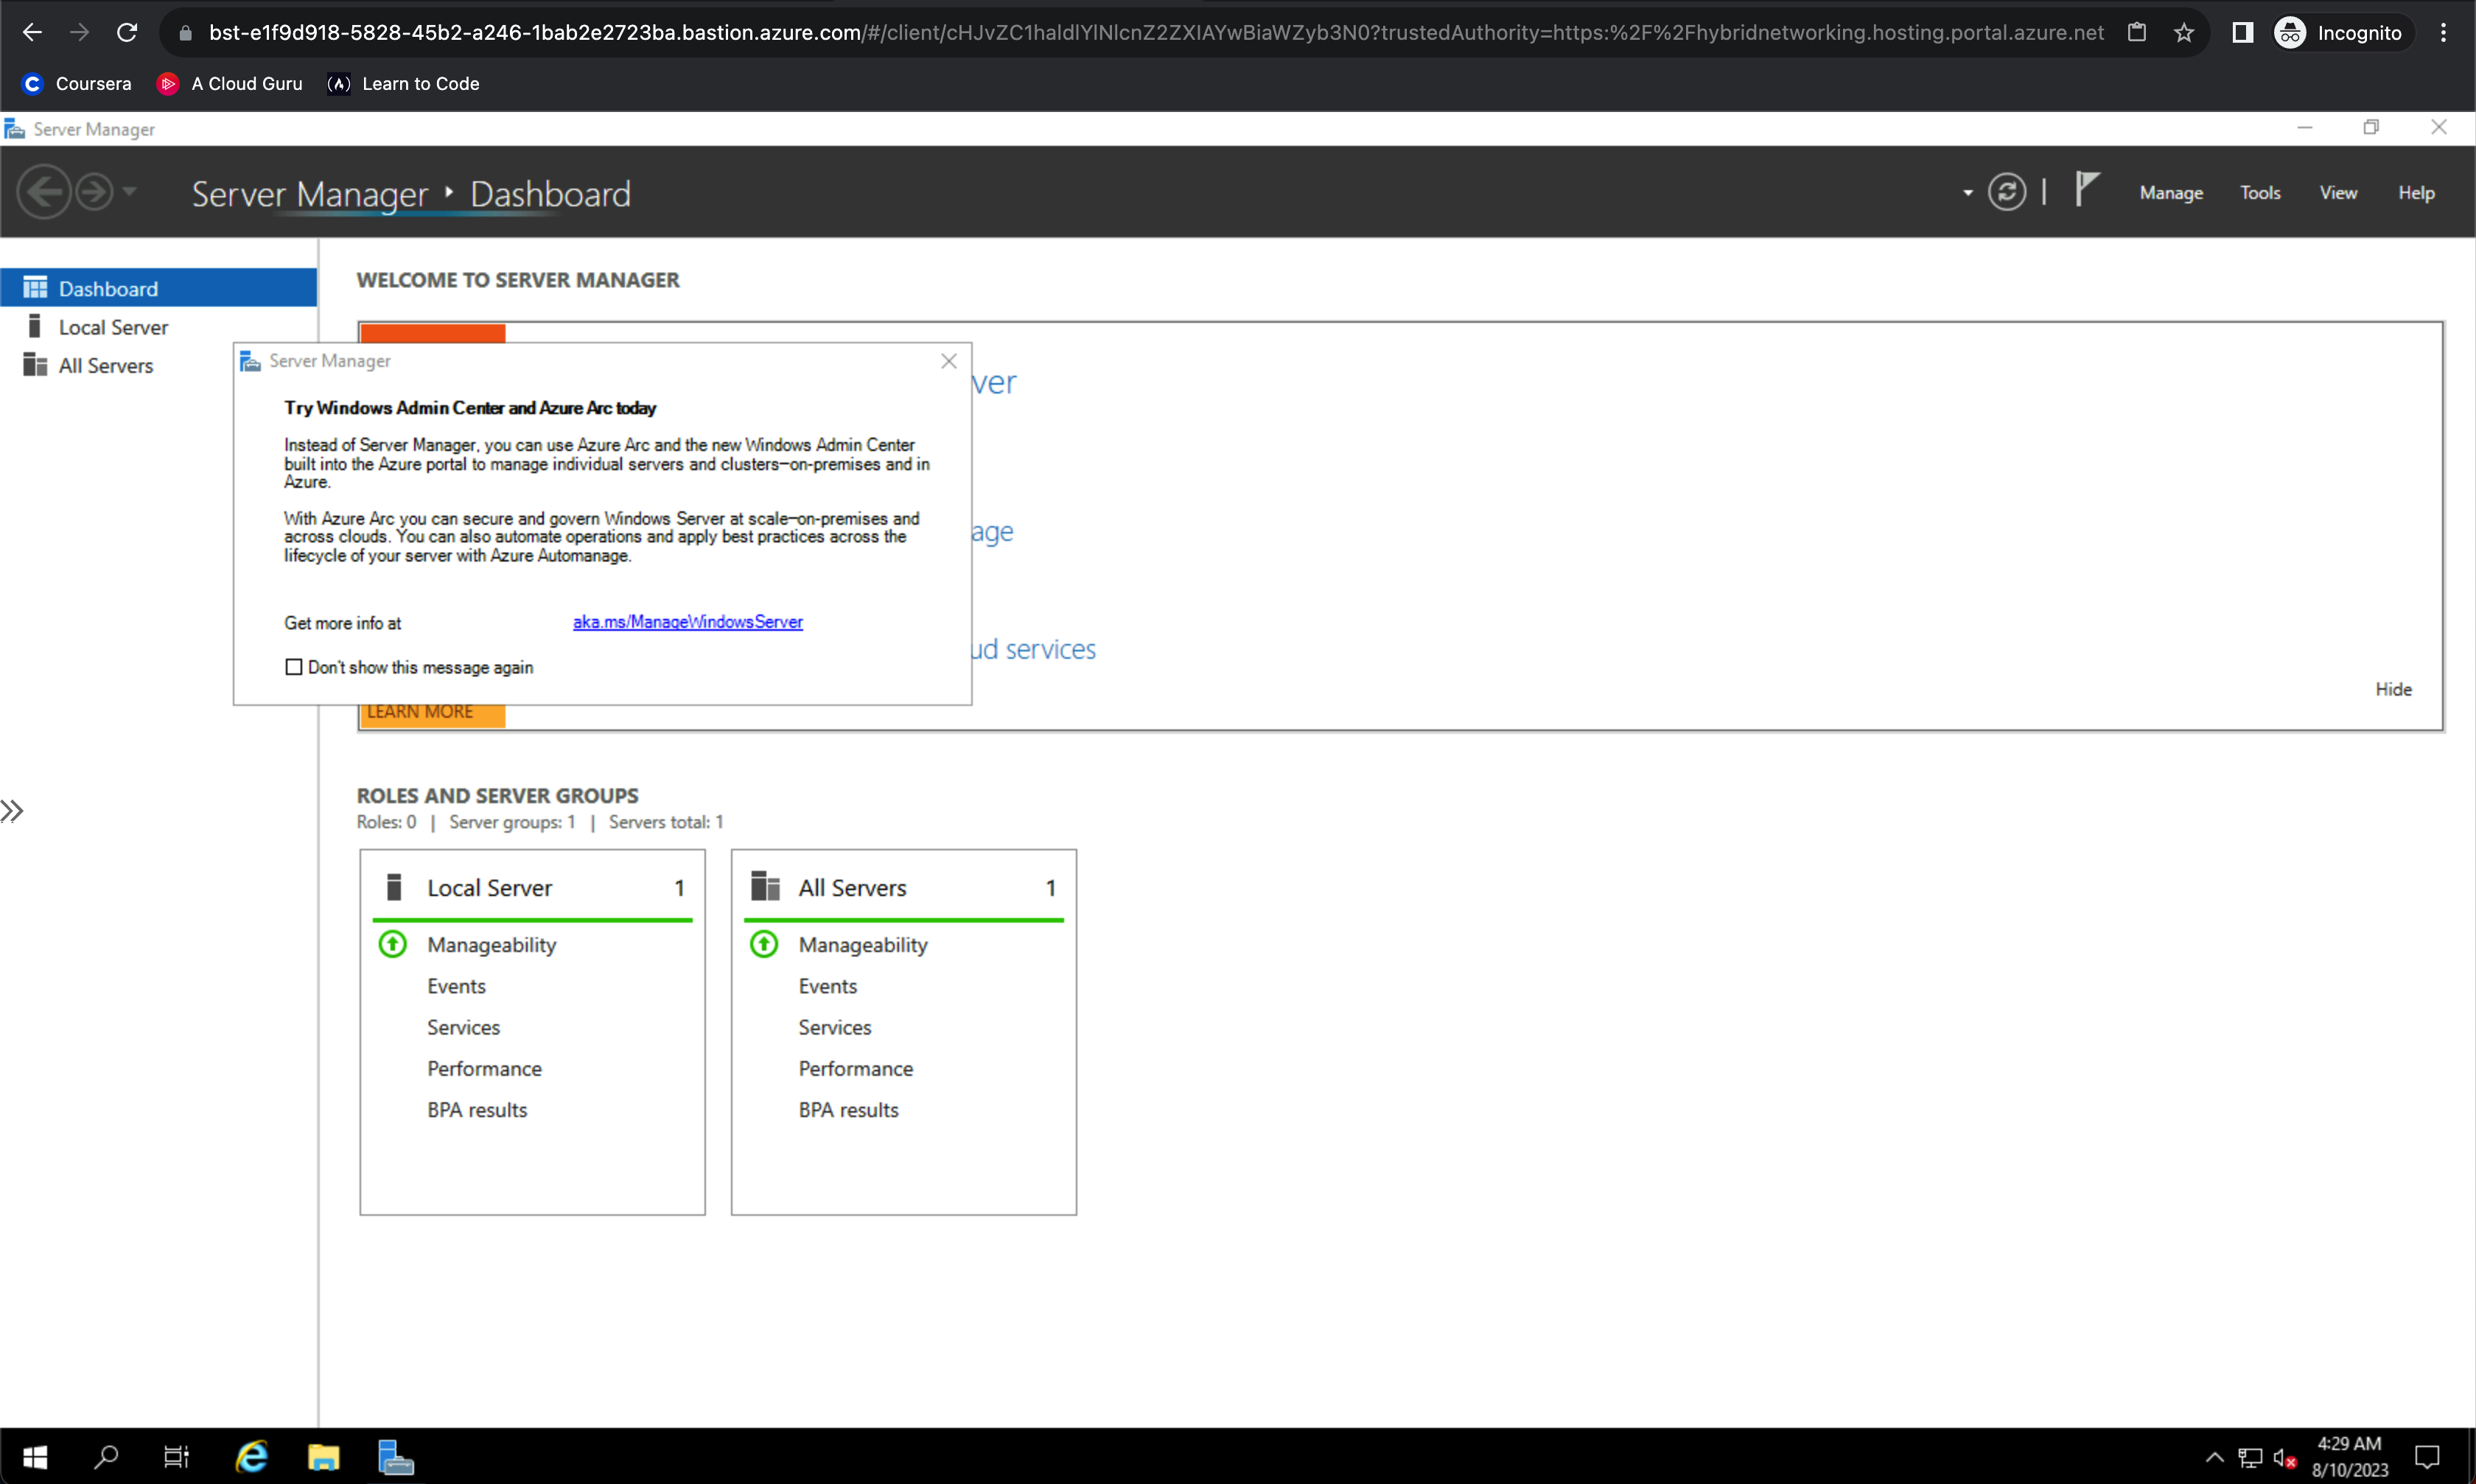 bst-e1f9d918-5828-45b2-a246-1bab2e2723ba.bastion.azure.com/#/client/cHJvZC1haldlYlNlcnZ2ZXIAYwBiaWZyb3N0?trustedAuthority=https:%2F%2Fhybridnetworking.hosting.portal.azure.net
Incognito
Coursera
A Cloud Guru
Learn to Code
Server Manager
Server Manager Dashboard
Manage Tools View Help
Dashboard
Local Server
All Servers
WELCOME TO SERVER MANAGER
Server Manager
Try Windows Admin Center and Azure Arc today
Instead of Server Manager, you can use Azure Arc and the new Windows Admin Center
built into the Azure portal to manage individual servers and clusters—on-premises and in
Azure.
With Azure Arc you can secure and govern Windows Server at scale—on-premises and
across clouds. You can also automate operations and apply best practices across the
lifecycle of your server with Azure Automanage.
Get more info at aka.ms/ManageWindowsServer
Don't show this message again
ver
age
ud services
Hide
LEARN MORE
ROLES AND SERVER GROUPS
Roles: 0 | Server groups: 1 | Servers total: 1
Local Server 1
Manageability
Events
Services
Performance
BPA results
All Servers 1
Manageability
Events
Services
Performance
BPA results
4:29 AM
8/10/2023